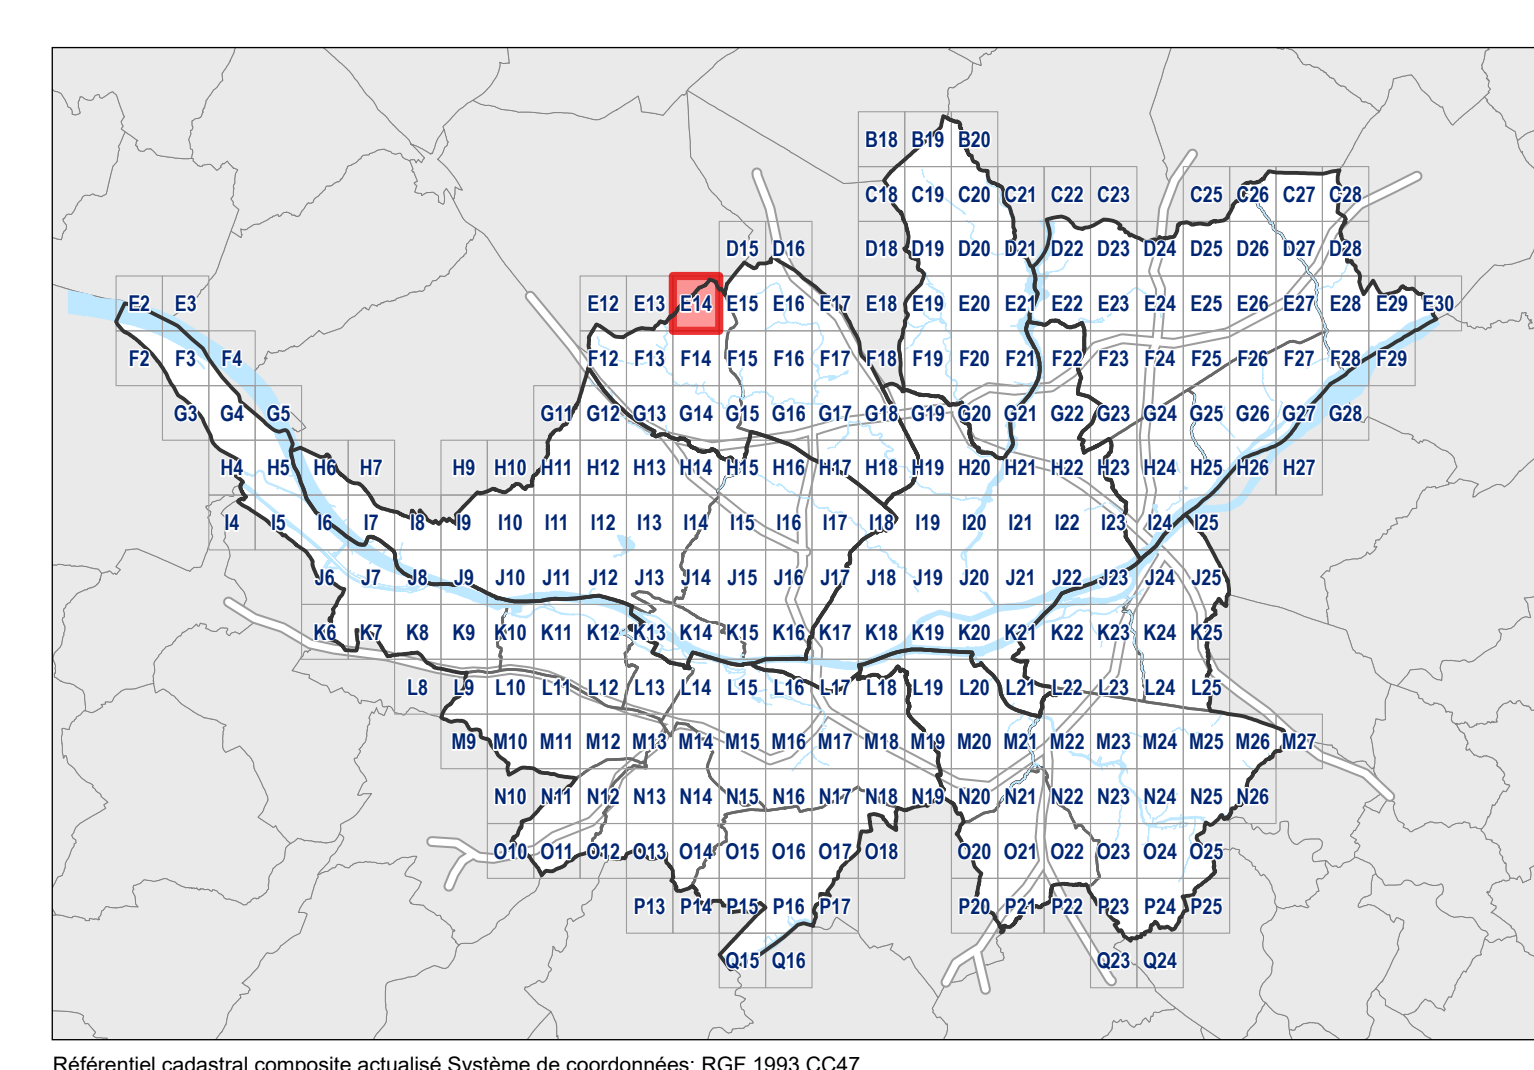 B18 B19 B20
C18 C19 C20 C21 C22 C23 C25 C26 C27 C28
D15 D16 D18 D19 D20 D21 D22 D23 D24 D25 D26 D27 D28
E2 E3 E12 E13 E14 E15 E16 E17 E18 E19 E20 E21 E22 E23 E24 E25 E26 E27 E28 E29 E30
F2 F3 F4 F12 F13 F14 F15 F16 F17 F18 F19 F20 F21 F22 F23 F24 F25 F26 F27 F28 F29
G3 G4 G5 G11 G12 G13 G14 G15 G16 G17 G18 G19 G20 G21 G22 G23 G24 G25 G26 G27 G28
H4 H5 H6 H7 H9 H10 H11 H12 H13 H14 H15 H16 H17 H18 H19 H20 H21 H22 H23 H24 H25 H26 H27
I4 I5 I6 I7 I8 I9 I10 I11 I12 I13 I14 I15 I16 I17 I18 I19 I20 I21 I22 I23 I24 I25
J6 J7 J8 J9 J10 J11 J12 J13 J14 J15 J16 J17 J18 J19 J20 J21 J22 J23 J24 J25
K6 K7 K8 K9 K10 K11 K12 K13 K14 K15 K16 K17 K18 K19 K20 K21 K22 K23 K24 K25
L8 L9 L10 L11 L12 L13 L14 L15 L16 L17 L18 L19 L20 L21 L22 L23 L24 L25
M9 M10 M11 M12 M13 M14 M15 M16 M17 M18 M19 M20 M21 M22 M23 M24 M25 M26 M27
N10 N11 N12 N13 N14 N15 N16 N17 N18 N19 N20 N21 N22 N23 N24 N25 N26
O10 O11 O12 O13 O14 O15 O16 O17 O18 O20 O21 O22 O23 O24 O25
P13 P14 P15 P16 P17 P20 P21 P22 P23 P24 P25
Q15 Q16 Q23 Q24
Référentiel cadastral composite actualisé Système de coordonnées: RGF 1993 CC47